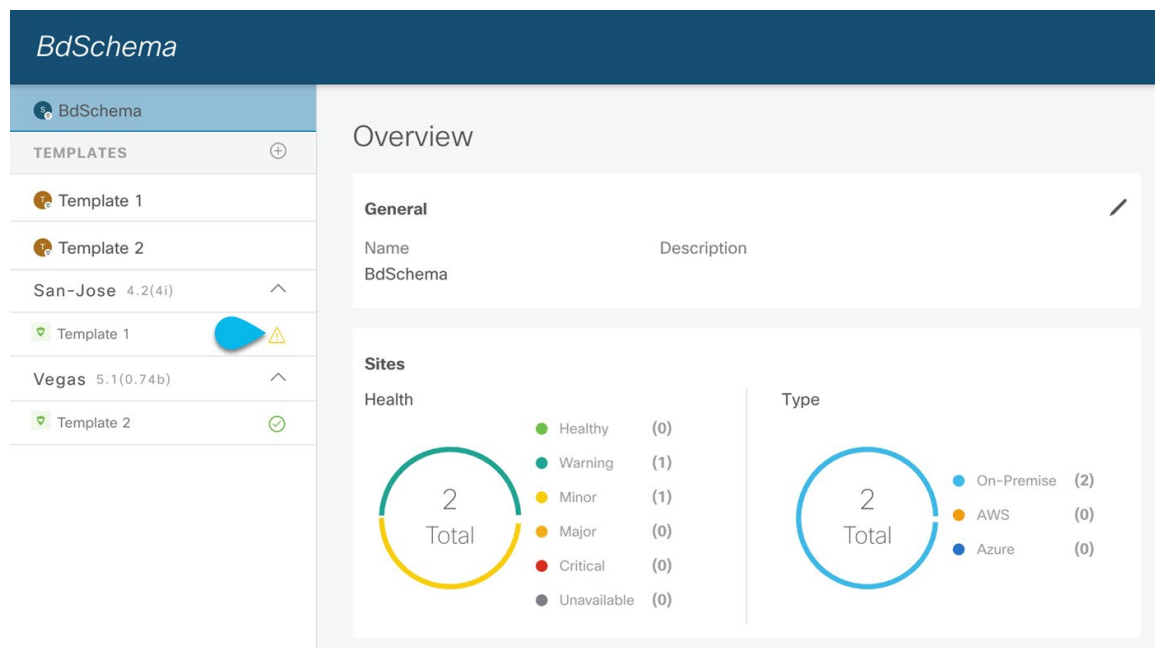 BdSchema
BdSchema
TEMPLATES
Template 1
Template 2
San-Jose 4.2(4i)
Template 1
Vegas 5.1(0.74b)
Template 2
Overview
General
Name Description
BdSchema
Sites
Health
2
Total
Healthy (0)
Warning (1)
Minor (1)
Major (0)
Critical (0)
Unavailable (0)
Type
2
Total
On-Premise (2)
AWS (0)
Azure (0)